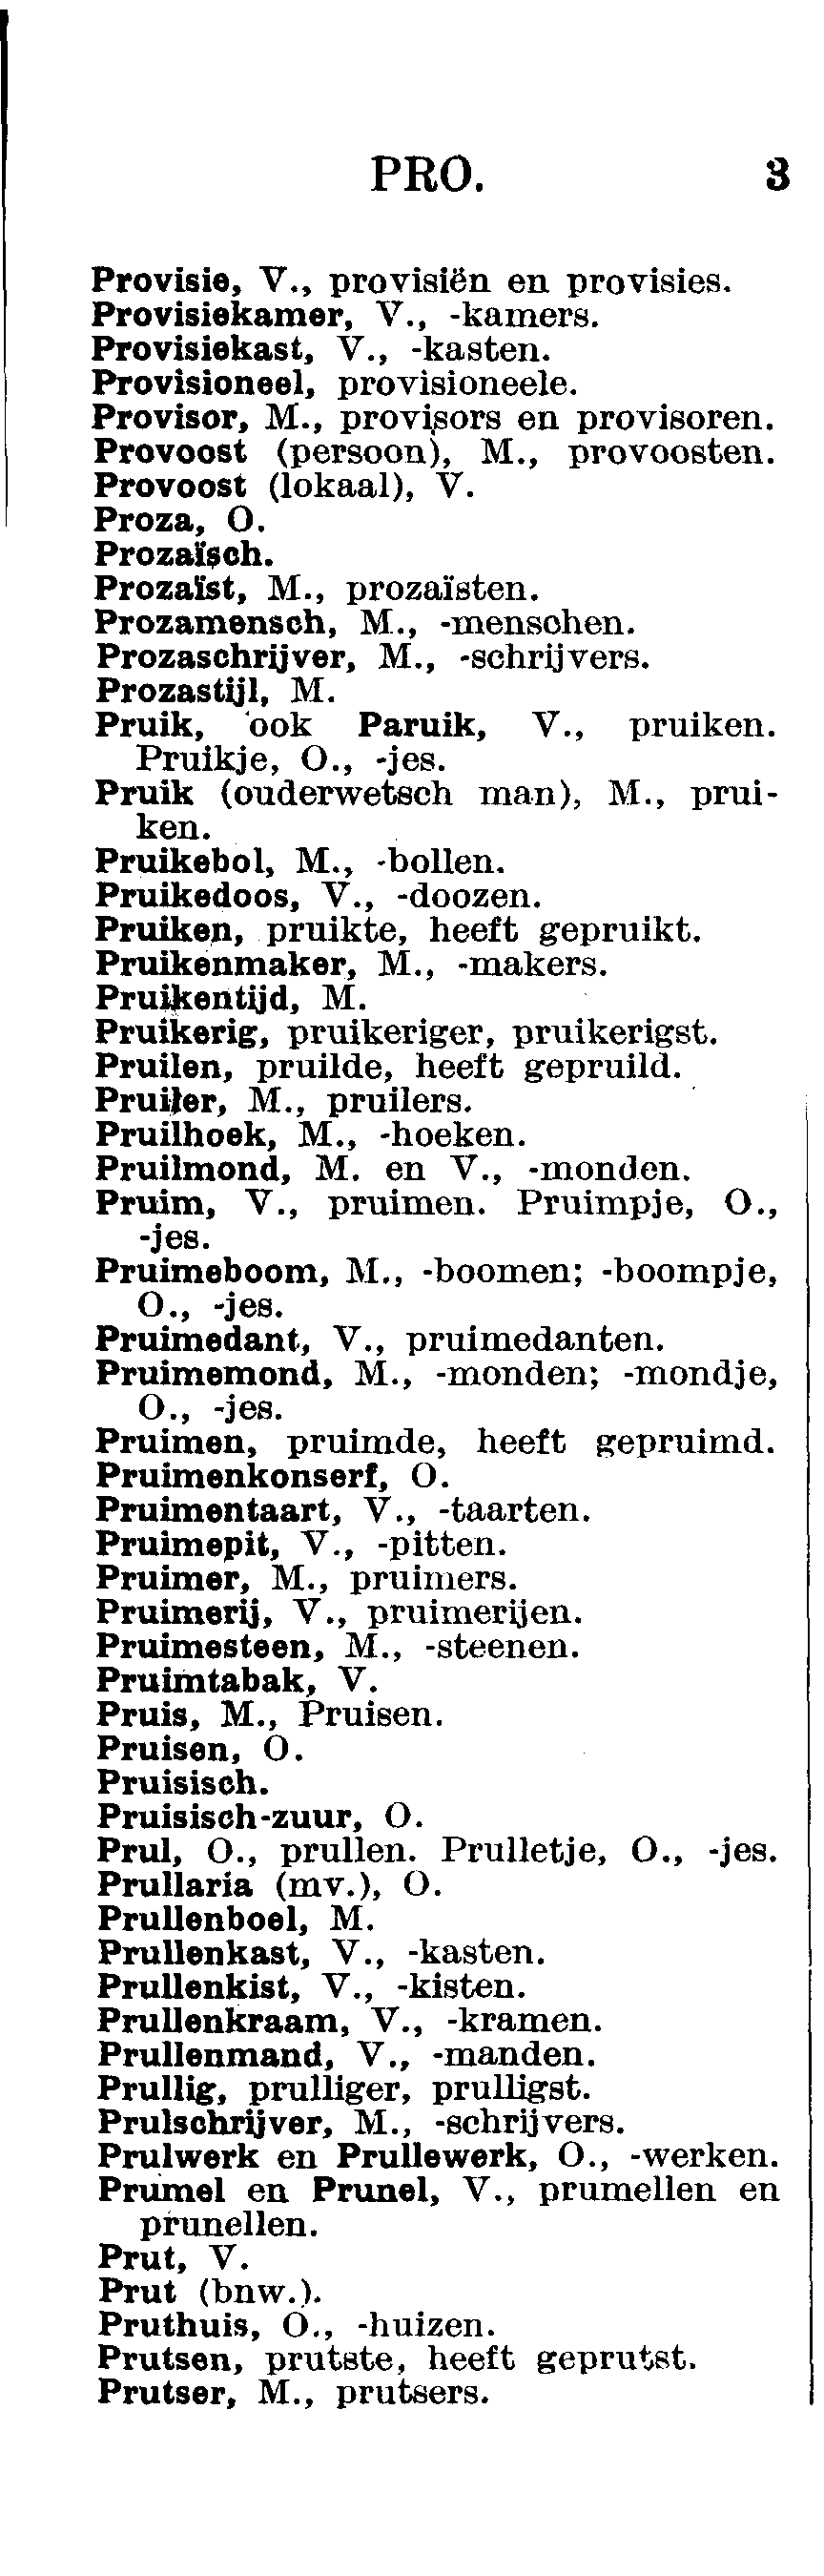 PRO. 3
Provisie, V., provisiën en provisies.
Provisiekamer, V., -kamers.
Provisiekast, V., -kasten.
Provisioneel, provisioneele.
Provisor, M., provisors en provisoren.
Provoost (persoon), M., provoosten.
Provoost (lokaal), V.
Proza, O.
Prozaïsch.
Prozaïst, M., prozaïsten.
Prozamensch, M., -menschen.
Prozaschrijver, M., -schrijvers.
Prozastijl, M.
Pruik, ook Paruik, V., pruiken.
Pruikje, O., -jes.
Pruik (ouderwetsch man), M., prui-
ken.
Pruikebol, M., -bollen.
Pruikedoos, V., -doozen.
Pruiken, pruikte, heeft gepruikt.
Pruikenmaker, M., -makers.
Pruikentijd, M.
Pruikerig, pruikeriger, pruikerigst.
Pruilen, pruilde, heeft gepruild.
Pruiler, M., pruilers.
Pruilhoek, M., -hoeken.
Pruilmond, M. en V., -monden.
Pruim, V., pruimen. Pruimpje, O.,
-jes.
Pruimeboom, M., -boomen; -boompje,
O., -jes.
Pruimedant, V., pruimedanten.
Pruimemond, M., -monden; -mondje,
O., -jes.
Pruimen, pruimde, heeft gepruimd.
Pruimenkonserf, O.
Pruimentaart, V., -taarten.
Pruimepit, V., -pitten.
Pruimer, M., pruimers.
Pruimerij, V., pruimerijen.
Pruimesteen, M., -steenen.
Pruimtabak, V.
Pruis, M., Pruisen.
Pruisen, O.
Pruisisch.
Pruisisch-zuur, O.
Prul, O., prullen. Prulletje, O., -jes.
Prullaria (mv.), O.
Prullenboel, M.
Prullenkast, V., -kasten.
Prullenkist, V., -kisten.
Prullenkraam, V., -kramen.
Prullenmand, V., -manden.
Prullig, prulliger, prulligst.
Prulschrijver, M., -schrijvers.
Prulwerk en Prullewerk, O., -werken.
Prumel en Prunel, V., prumellen en
prunellen.
Prut, V.
Prut (bnw.).
Pruthuis, O., -huizen.
Prutsen, prutste, heeft geprutst.
Prutser, M., prutsers.